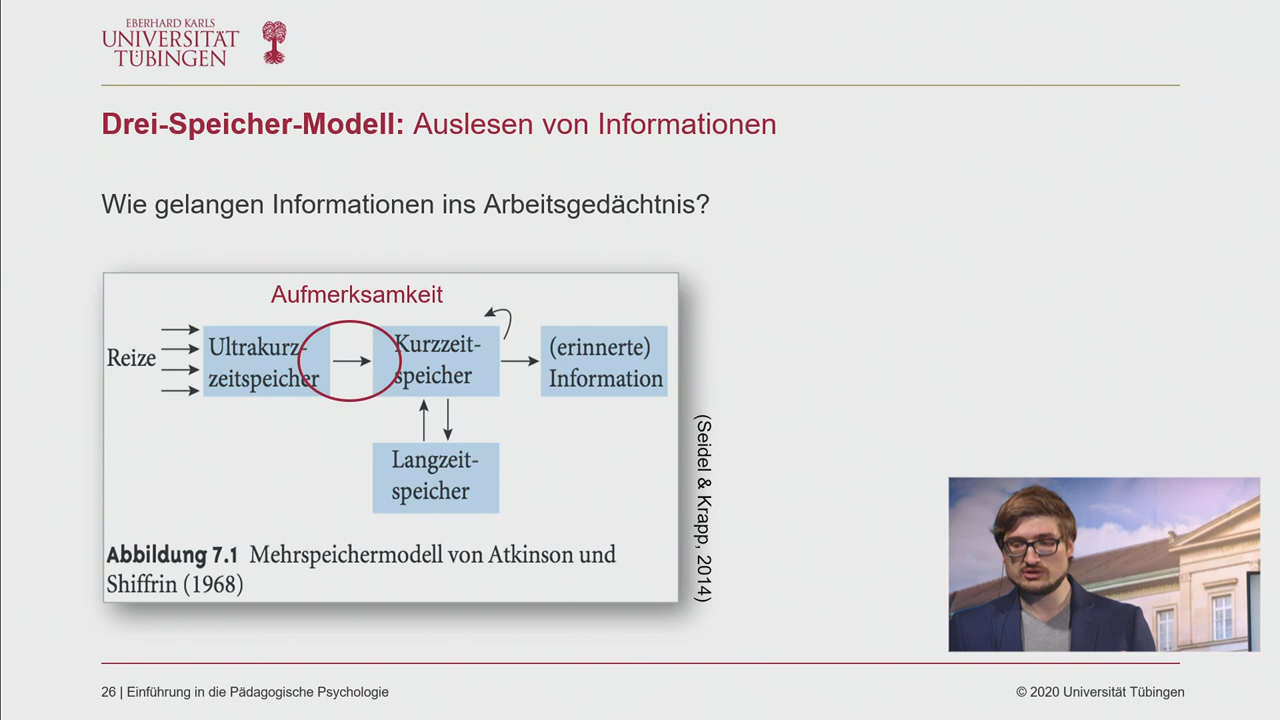 EBERHARD KARLS
UNIVERSITÄT
TÜBINGEN
Drei-Speicher-Modell: Auslesen von Informationen
Wie gelangen Informationen ins Arbeitsgedächtnis?
Aufmerksamkeit
Reize
Ultrakurz-
zeitspeicher
Kurzzeit-
speicher
(erinnerte)
Information
Langzeit-
speicher
Abbildung 7.1 Mehrspeichermodell von Atkinson und
Shiffrin (1968)
(Seidel & Krapp, 2014)
26 | Einführung in die Pädagogische Psychologie
© 2020 Universität Tübingen